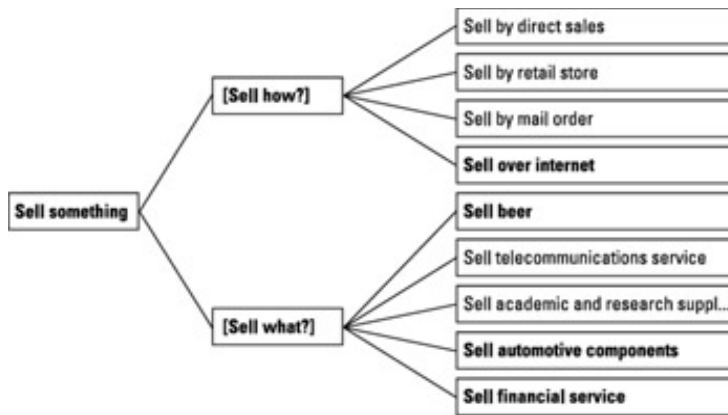 Sell by direct sales
Sell by retail store
[Sell how?]
Sell by mail order
Sell over internet
Sell something
Sell beer
Sell telecommunications service
Sell academic and research suppl...
[Sell what?]
Sell automotive components
Sell financial service